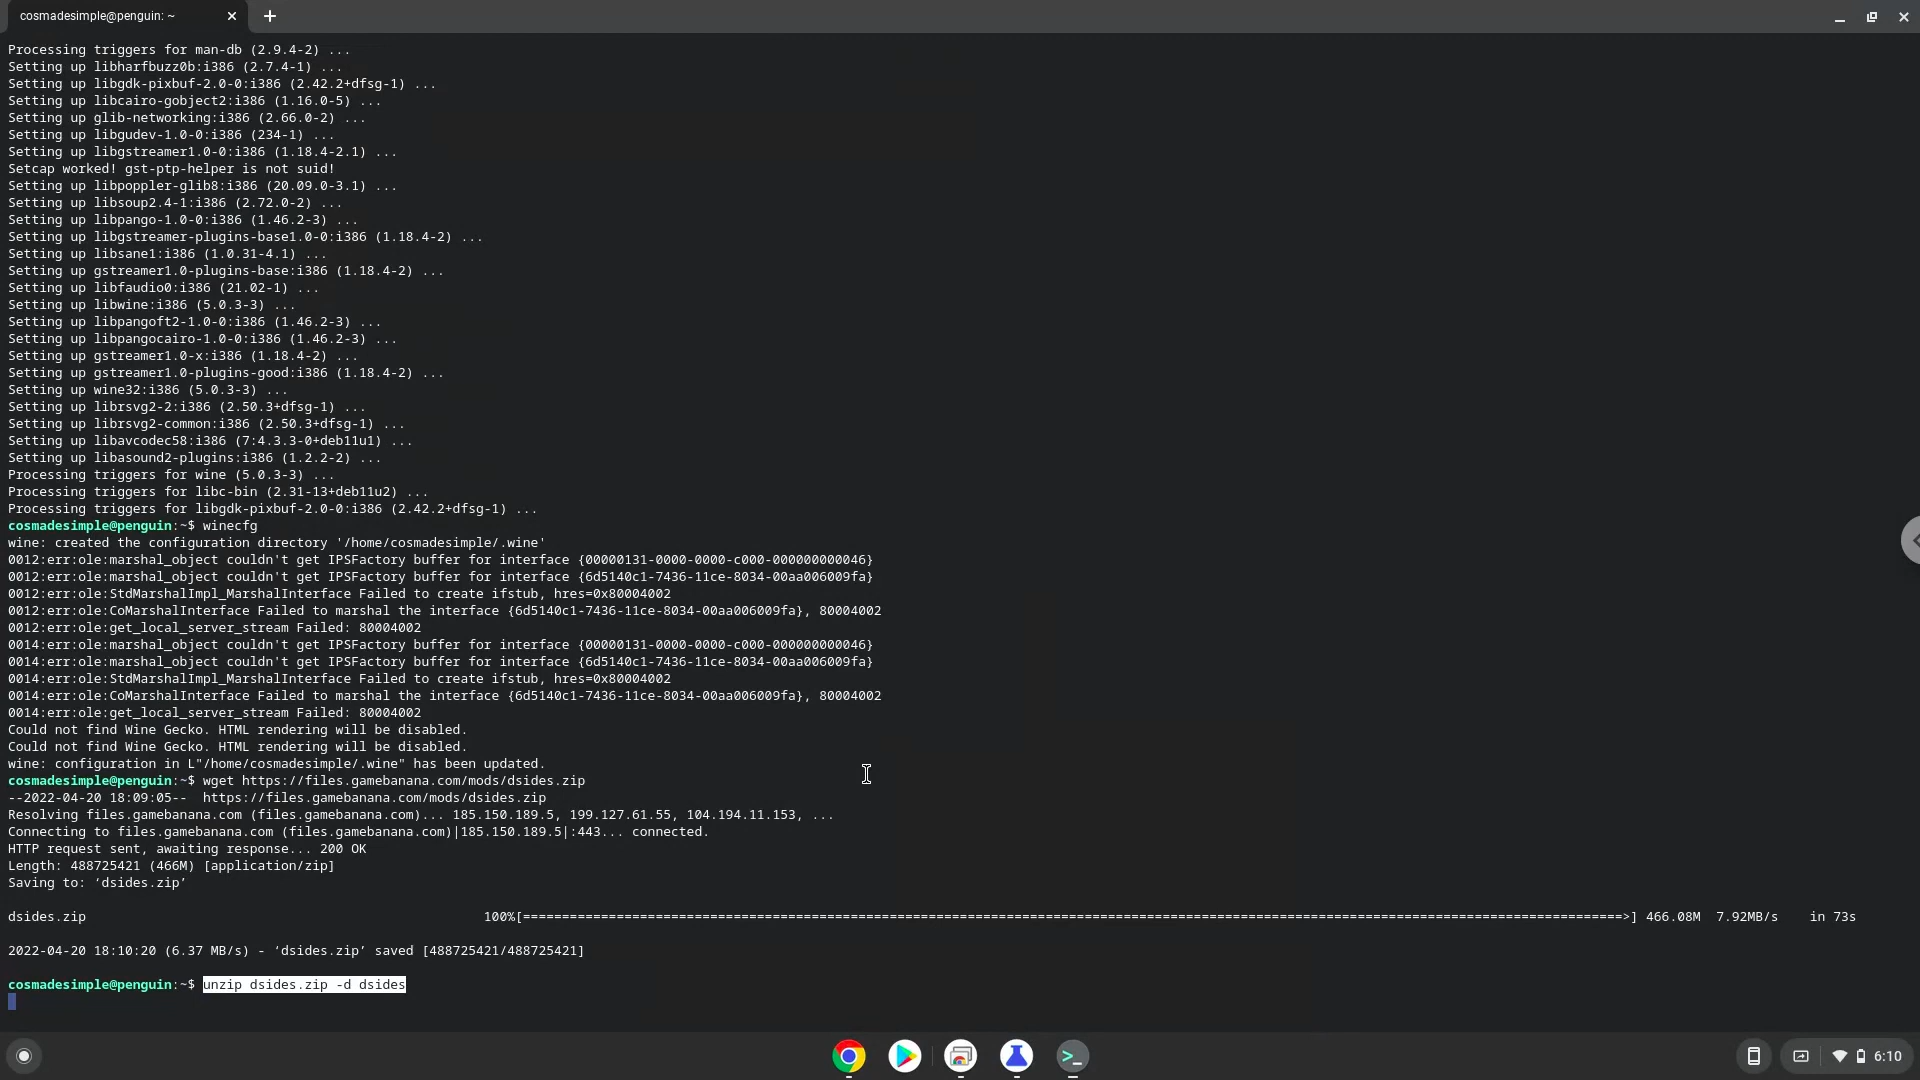 cosmadesimple@penguin: ~
Processing triggers for man-db (2.9.4-2) ...
Setting up libharfbuzz0b:i386 (2.7.4-1) ...
Setting up libgdk-pixbuf-2.0-0:i386 (2.42.2+dfsg-1) ...
Setting up libcairo-gobject2:i386 (1.16.0-5) ...
Setting up glib-networking:i386 (2.66.0-2) ...
Setting up libgudev-1.0-0:i386 (234-1) ...
Setting up libgstreamer1.0-0:i386 (1.18.4-2.1) ...
Setcap worked! gst-ptp-helper is not suid!
Setting up libpoppler-glib8:i386 (20.09.0-3.1) ...
Setting up libsoup2.4-1:i386 (2.72.0-2) ...
Setting up libpango-1.0-0:i386 (1.46.2-3) ...
Setting up libgstreamer-plugins-base1.0-0:i386 (1.18.4-2) ...
Setting up libsane1:i386 (1.0.31-4.1) ...
Setting up gstreamer1.0-plugins-base:i386 (1.18.4-2) ...
Setting up libfaudio0:i386 (21.02-1) ...
Setting up libwine:i386 (5.0.3-3) ...
Setting up libpangoft2-1.0-0:i386 (1.46.2-3) ...
Setting up libpangocairo-1.0-0:i386 (1.46.2-3) ...
Setting up gstreamer1.0-x:i386 (1.18.4-2) ...
Setting up gstreamer1.0-plugins-good:i386 (1.18.4-2) ...
Setting up wine32:i386 (5.0.3-3) ...
Setting up librsvg2-2:i386 (2.50.3+dfsg-1) ...
Setting up librsvg2-common:i386 (2.50.3+dfsg-1) ...
Setting up libavcodec58:i386 (7:4.3.3-0+deb11u1) ...
Setting up libasound2-plugins:i386 (1.2.2-2) ...
Processing triggers for wine (5.0.3-3) ...
Processing triggers for libc-bin (2.31-13+deb11u2) ...
Processing triggers for libgdk-pixbuf-2.0-0:i386 (2.42.2+dfsg-1) ...
cosmadesimple@penguin:~$ winecfg
wine: created the configuration directory '/home/cosmadesimple/.wine'
0012:err:ole:marshal_object couldn't get IPSFactory buffer for interface {00000131-0000-0000-c000-000000000046}
0012:err:ole:marshal_object couldn't get IPSFactory buffer for interface {6d5140c1-7436-11ce-8034-00aa006009fa}
0012:err:ole:StdMarshalImpl_MarshalInterface Failed to create ifstub, hres=0x80004002
0012:err:ole:CoMarshalInterface Failed to marshal the interface {6d5140c1-7436-11ce-8034-00aa006009fa}, 80004002
0012:err:ole:get_local_server_stream Failed: 80004002
0014:err:ole:marshal_object couldn't get IPSFactory buffer for interface {00000131-0000-0000-c000-000000000046}
0014:err:ole:marshal_object couldn't get IPSFactory buffer for interface {6d5140c1-7436-11ce-8034-00aa006009fa}
0014:err:ole:StdMarshalImpl_MarshalInterface Failed to create ifstub, hres=0x80004002
0014:err:ole:CoMarshalInterface Failed to marshal the interface {6d5140c1-7436-11ce-8034-00aa006009fa}, 80004002
0014:err:ole:get_local_server_stream Failed: 80004002
Could not find Wine Gecko. HTML rendering will be disabled.
Could not find Wine Gecko. HTML rendering will be disabled.
wine: configuration in L"/home/cosmadesimple/.wine" has been updated.
cosmadesimple@penguin:~$ wget https://files.gamebanana.com/mods/dsides.zip
--2022-04-20 18:09:05--  https://files.gamebanana.com/mods/dsides.zip
Resolving files.gamebanana.com (files.gamebanana.com)... 185.150.189.5, 199.127.61.55, 104.194.11.153, ...
Connecting to files.gamebanana.com (files.gamebanana.com)|185.150.189.5|:443... connected.
HTTP request sent, awaiting response... 200 OK
Length: 488725421 (466M) [application/zip]
Saving to: ‘dsides.zip’
dsides.zip 100%[=============================================================================================================================================>] 466.08M 7.92MB/s in 73s
2022-04-20 18:10:20 (6.37 MB/s) - ‘dsides.zip’ saved [488725421/488725421]
cosmadesimple@penguin:~$ unzip dsides.zip -d dsides
6:10